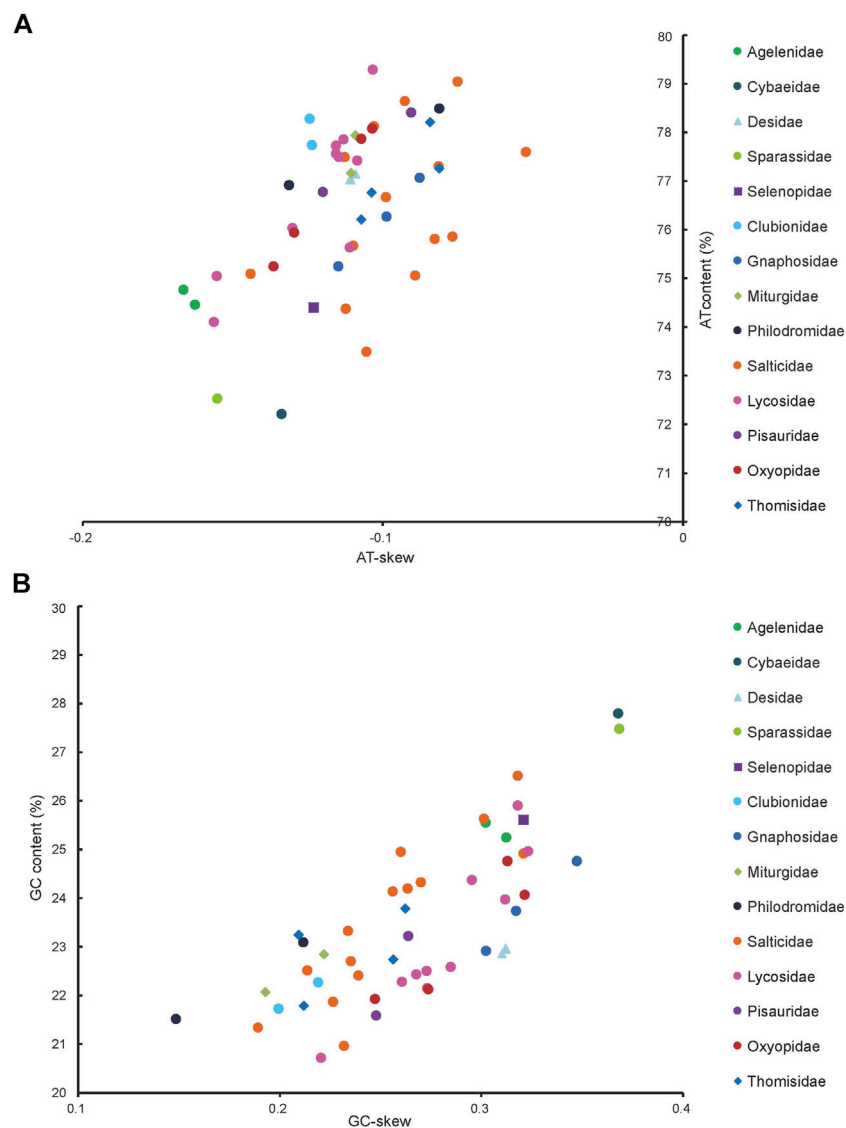 A
80
79
78
77
76
75
74
73
72
71
70
AT content (%)
-0.2
-0.1
0
AT-skew
Agelenidae
Cybaeidae
Desidae
Sparassidae
Selenopidae
Clubionidae
Gnaphosidae
Miturgidae
Philodromidae
Salticidae
Lycosidae
Pisauridae
Oxyopidae
Thomisidae
B
30
29
28
27
26
25
24
23
22
21
20
GC content (%)
0.1
0.2
0.3
0.4
GC-skew
Agelenidae
Cybaeidae
Desidae
Sparassidae
Selenopidae
Clubionidae
Gnaphosidae
Miturgidae
Philodromidae
Salticidae
Lycosidae
Pisauridae
Oxyopidae
Thomisidae